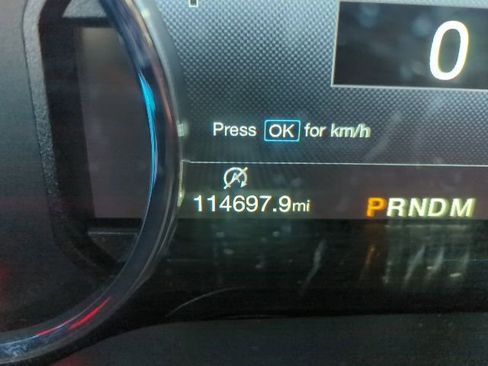 0
Press OK for km/h
114697.9mi
PRNDM